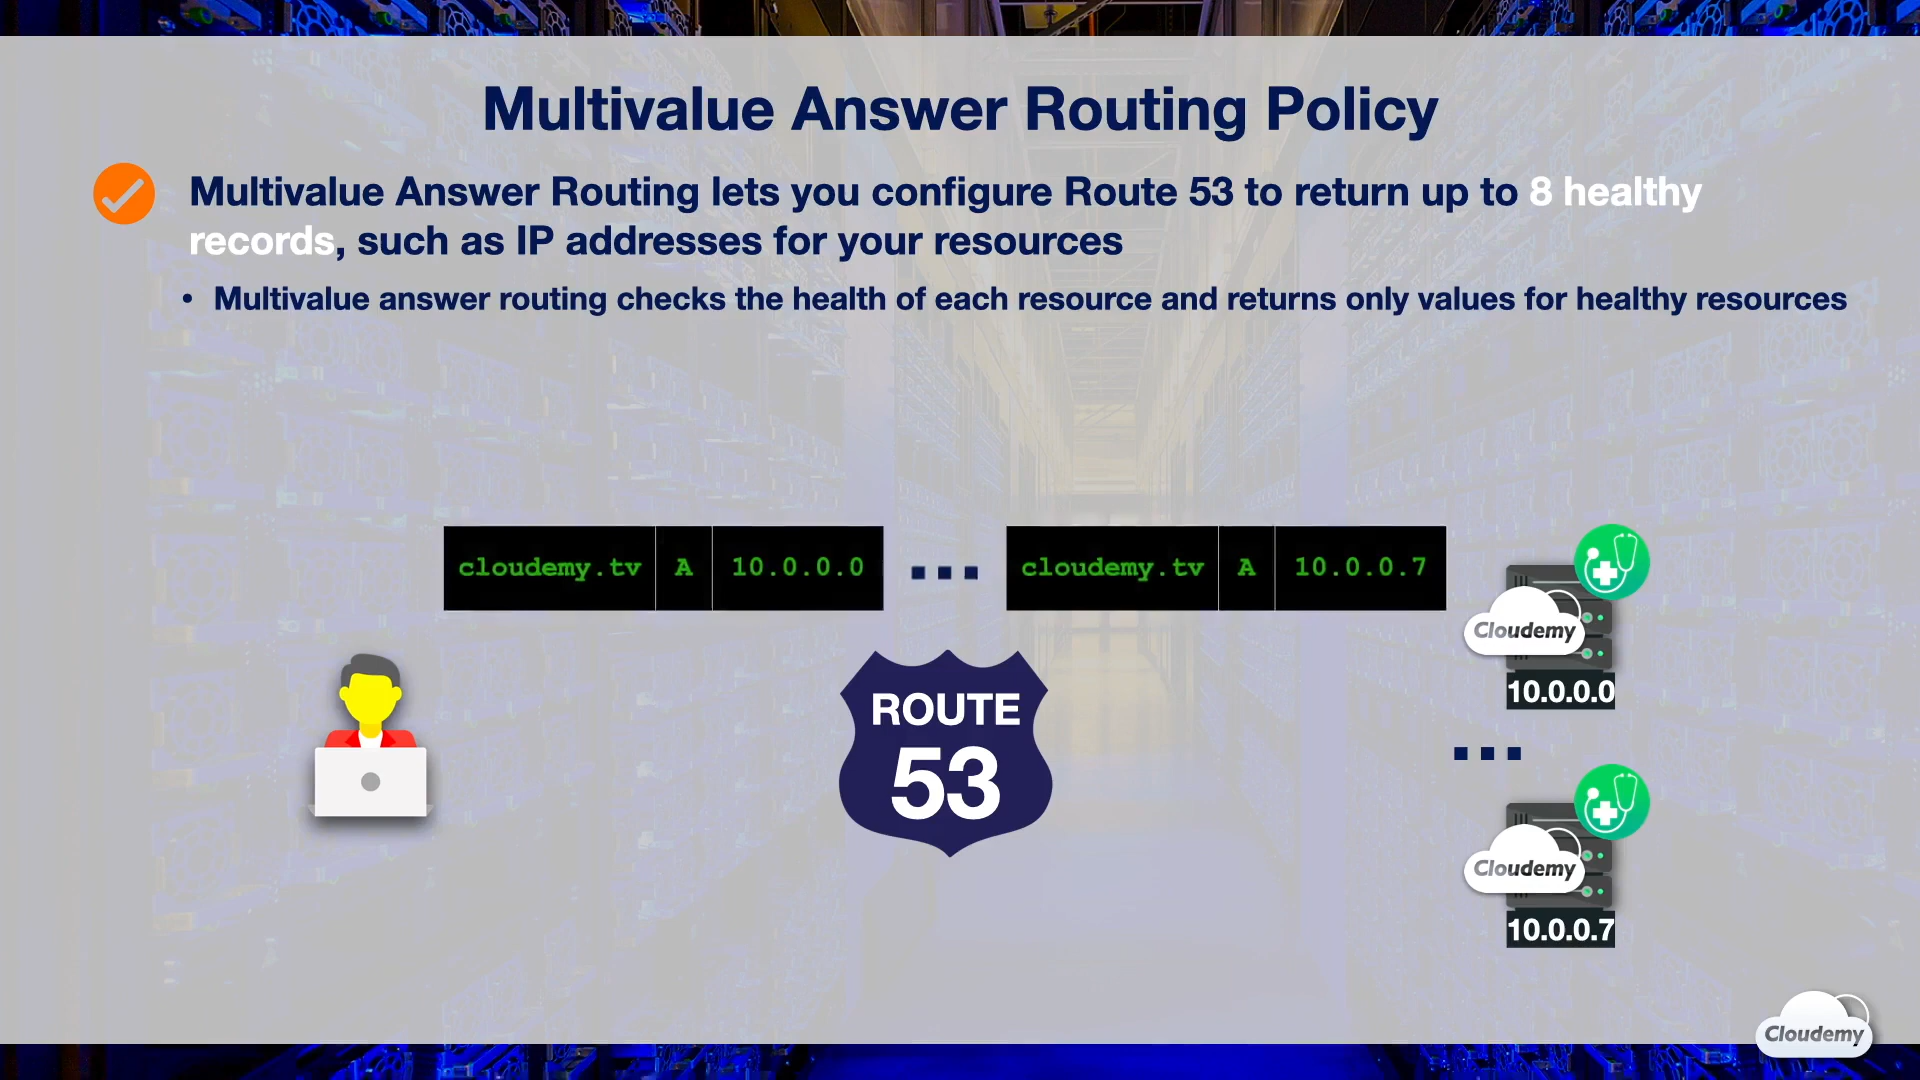 Multivalue Answer Routing Policy
Multivalue Answer Routing lets you configure Route 53 to return up to 8 healthy
records, such as IP addresses for your resources
• Multivalue answer routing checks the health of each resource and returns only values for healthy resources
cloudemy.tv A 10.0.0.0 ... cloudemy.tv A 10.0.0.7
Cloudemy
10.0.0.0
ROUTE
53
...
Cloudemy
10.0.0.7
Cloudemy